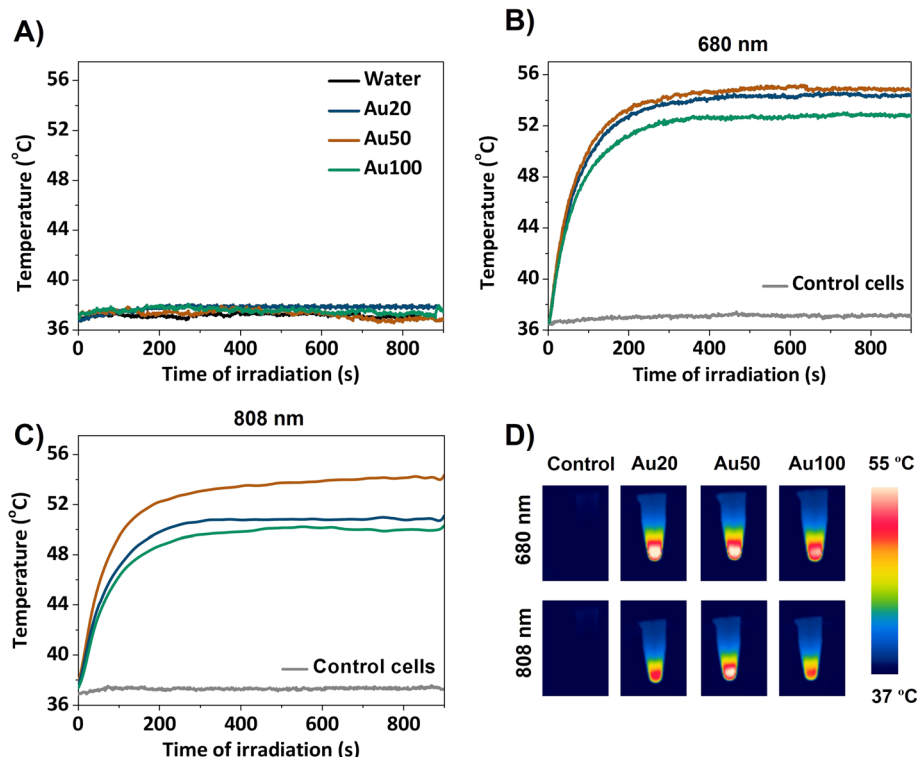 A)
Temperature (°C)
56
52
48
44
40
36
Water
Au20
Au50
Au100
0 200 400 600 800
Time of irradiation (s)
B)
680 nm
Temperature (°C)
56
52
48
44
40
36
Control cells
0 200 400 600 800
Time of irradiation (s)
C)
808 nm
Temperature (°C)
56
52
48
44
40
36
Control cells
0 200 400 600 800
Time of irradiation (s)
D)
Control Au20 Au50 Au100
55 °C
680 nm
808 nm
37 °C